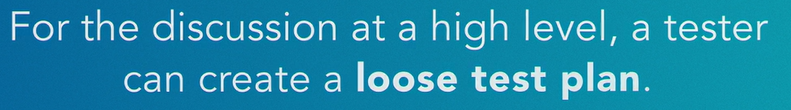 For the discussion at a high level, a tester
can create a loose test plan.